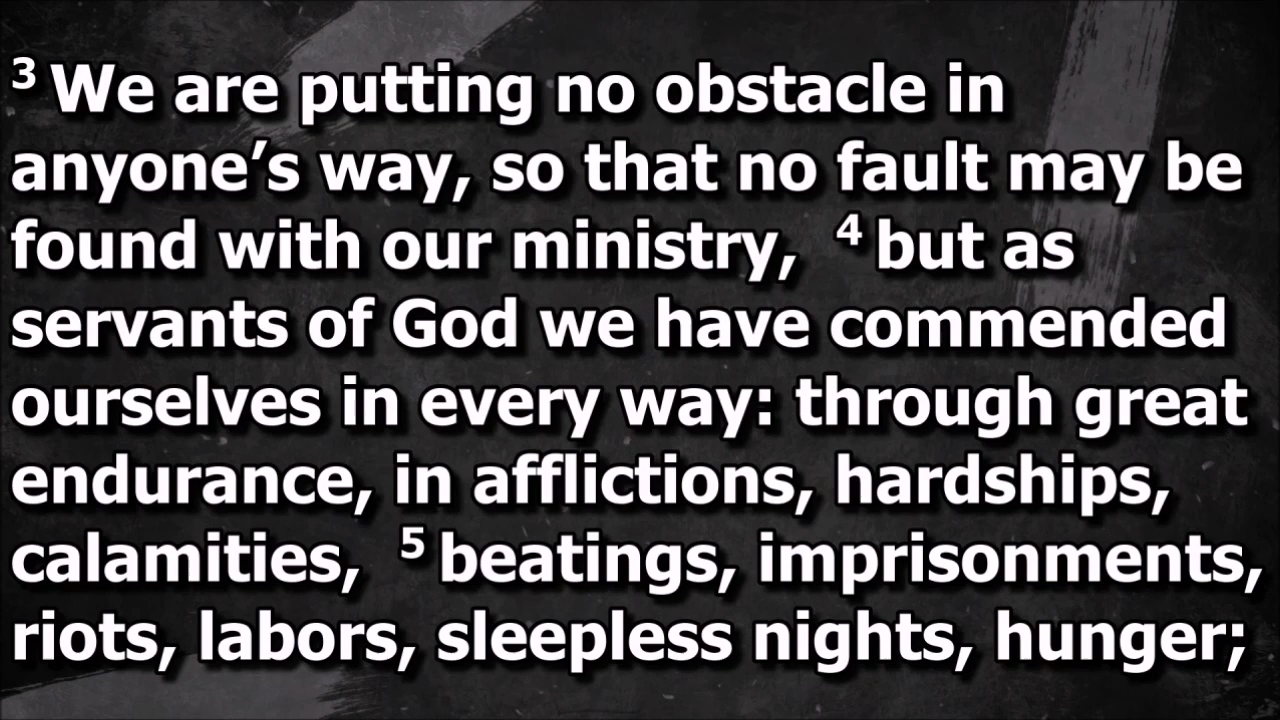 ³ We are putting no obstacle in
anyone’s way, so that no fault may be
found with our ministry, ⁴ but as
servants of God we have commended
ourselves in every way: through great
endurance, in afflictions, hardships,
calamities, ⁵ beatings, imprisonments,
riots, labors, sleepless nights, hunger;